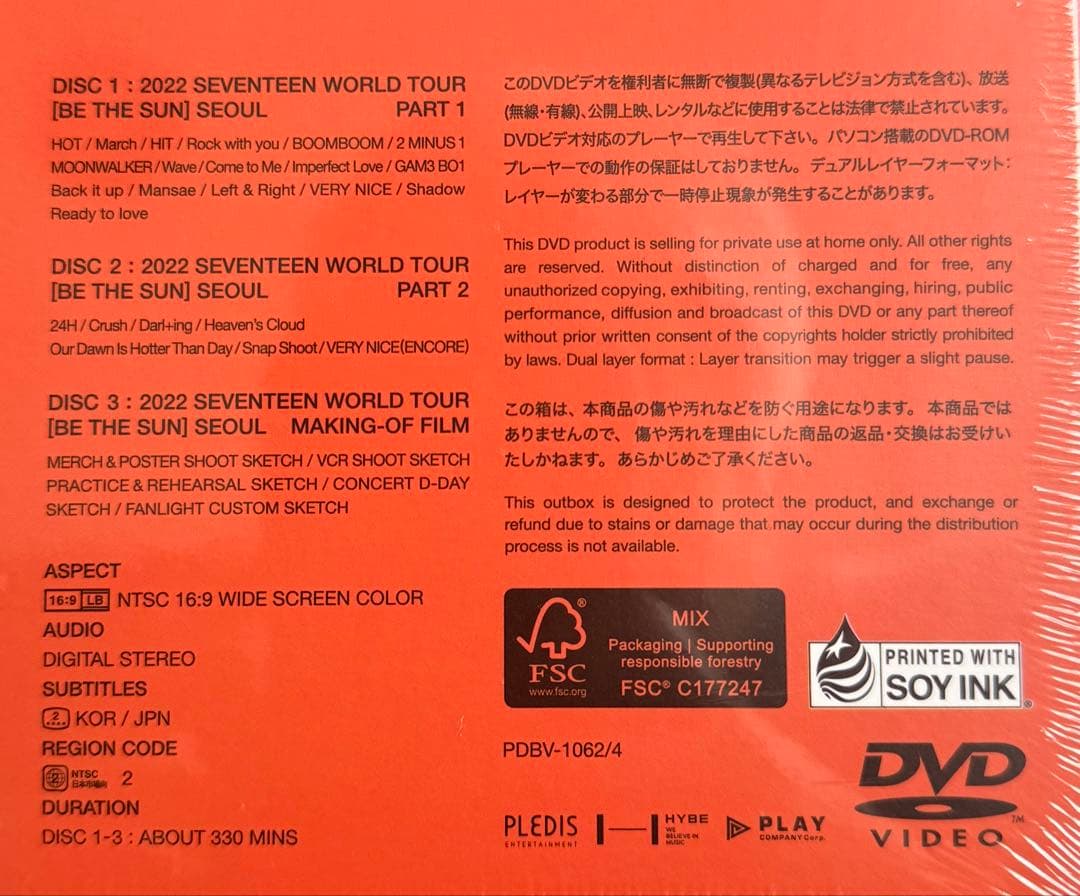 DISC 1 : 2022 SEVENTEEN WORLD TOUR
[BE THE SUN] SEOUL PART 1
HOT / March / HIT / Rock with you / BOOMBOOM / 2 MINUS 1
MOONWALKER / Wave / Come to Me / Imperfect Love / GAM3 BO1
Back it up / Mansae / Left & Right / VERY NICE / Shadow
Ready to love
DISC 2 : 2022 SEVENTEEN WORLD TOUR
[BE THE SUN] SEOUL PART 2
24H / Crush / Darl+ing / Heaven's Cloud
Our Dawn Is Hotter Than Day / Snap Shoot / VERY NICE(ENCORE)
DISC 3 : 2022 SEVENTEEN WORLD TOUR
[BE THE SUN] SEOUL MAKING-OF FILM
MERCH & POSTER SHOOT SKETCH / VCR SHOOT SKETCH
PRACTICE & REHEARSAL SKETCH / CONCERT D-DAY
SKETCH / FANLIGHT CUSTOM SKETCH
ASPECT
16:9 LB NTSC 16:9 WIDE SCREEN COLOR
AUDIO
DIGITAL STEREO
SUBTITLES
2 KOR / JPN
REGION CODE
2 NTSC 日本市場向 2
DURATION
DISC 1-3 : ABOUT 330 MINS
このDVDビデオを権利者に無断で複製(異なるテレビジョン方式を含む)、放送
(無線・有線)、公開上映、レンタルなどに使用することは法律で禁止されています。
DVDビデオ対応のプレーヤーで再生して下さい。パソコン搭載のDVD-ROM
プレーヤーでの動作の保証はしておりません。デュアルレイヤーフォーマット：
レイヤーが変わる部分で一時停止現象が発生することがあります。
This DVD product is selling for private use at home only. All other rights
are reserved. Without distinction of charged and for free, any
unauthorized copying, exhibiting, renting, exchanging, hiring, public
performance, diffusion and broadcast of this DVD or any part thereof
without prior written consent of the copyrights holder strictly prohibited
by laws. Dual layer format : Layer transition may trigger a slight pause.
この箱は、本商品の傷や汚れなどを防ぐ用途になります。本商品では
ありませんので、傷や汚れを理由にした商品の返品・交換はお受けい
たしかねます。あらかじめご了承ください。
This outbox is designed to protect the product, and exchange or
refund due to stains or damage that may occur during the distribution
process is not available.
FSC ®
www.fsc.org
MIX
Packaging | Supporting
responsible forestry
FSC® C177247
PRINTED WITH
SOY INK ®
PDBV-1062/4
PLEDIS
ENTERTAINMENT
HYBE
WE
BELIEVE IN
MUSIC
PLAY
COMPANY Corp.
DVD
VIDEO ™